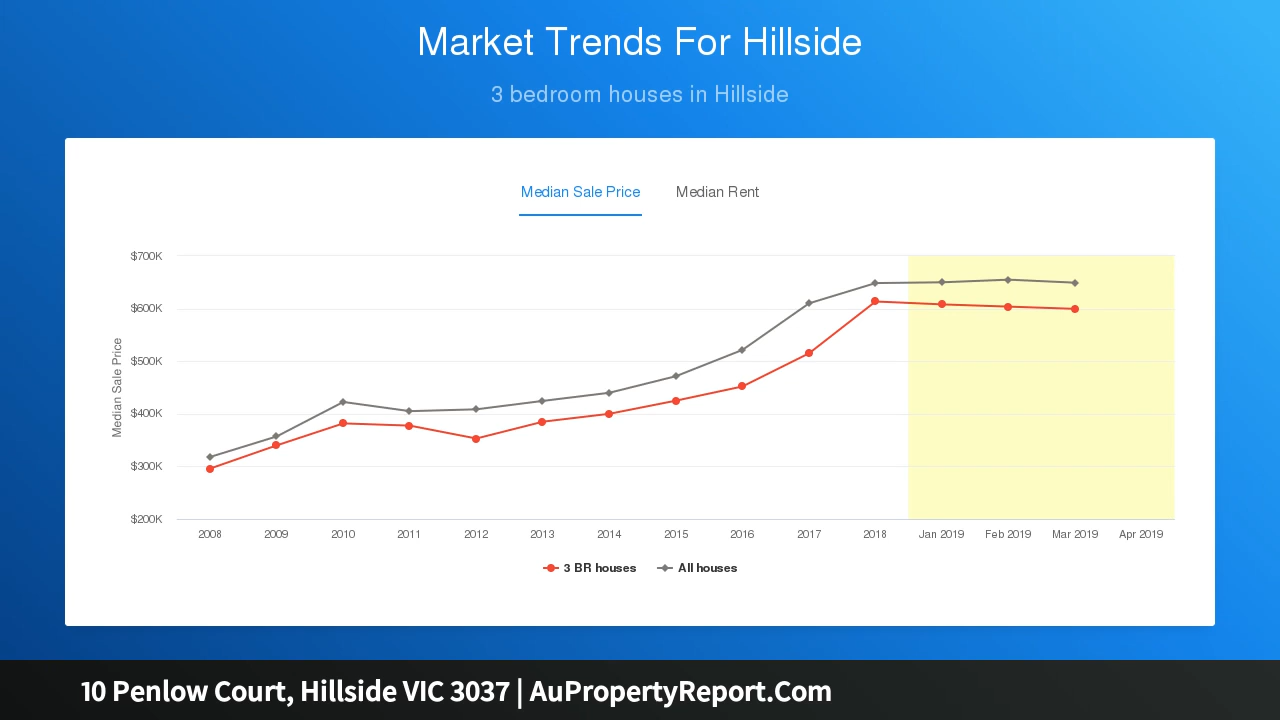 Market Trends For Hillside
3 bedroom houses in Hillside
Median Sale Price
Median Rent
Median Sale Price
$700K
$600K
$500K
$400K
$300K
$200K
2008 2009 2010 2011 2012 2013 2014 2015 2016 2017 2018 Jan 2019 Feb 2019 Mar 2019 Apr 2019
3 BR houses
All houses
10 Penlow Court, Hillside VIC 3037 | AuPropertyReport.Com